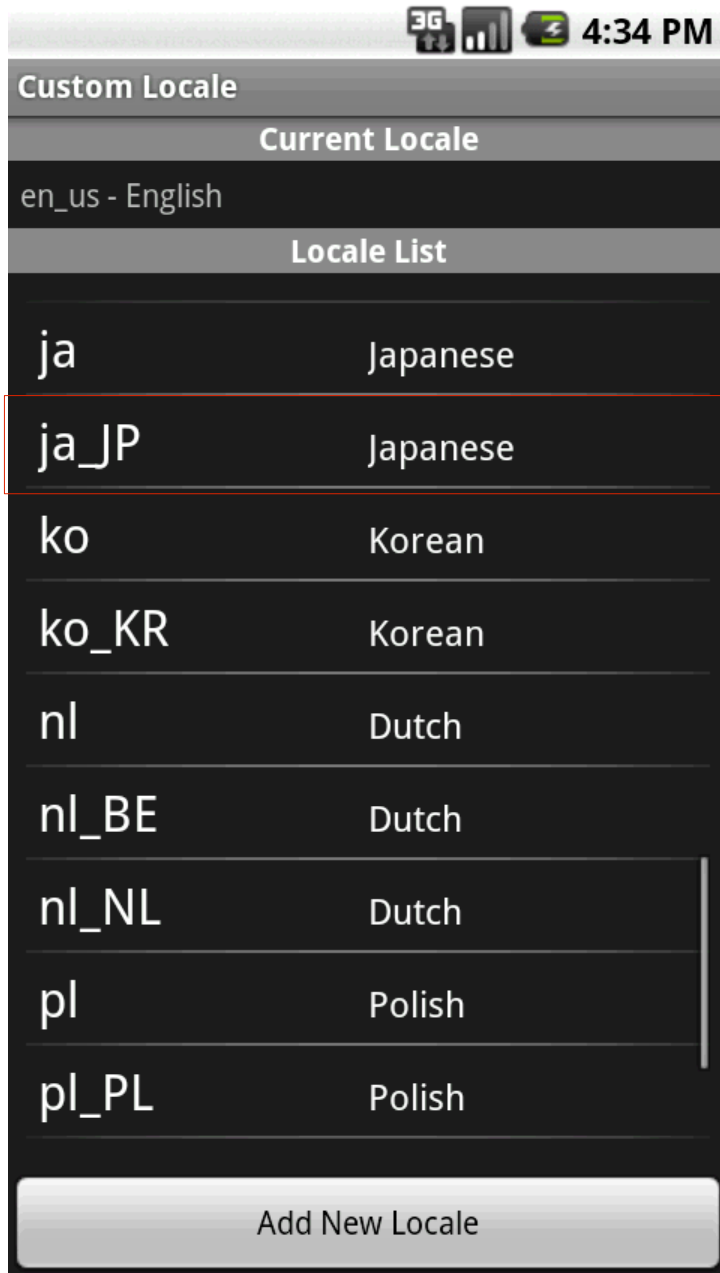 3G 4:34 PM
Custom Locale
Current Locale
en_us - English
Locale List
ja Japanese
ja_JP Japanese
ko Korean
ko_KR Korean
nl Dutch
nl_BE Dutch
nl_NL Dutch
pl Polish
pl_PL Polish
Add New Locale